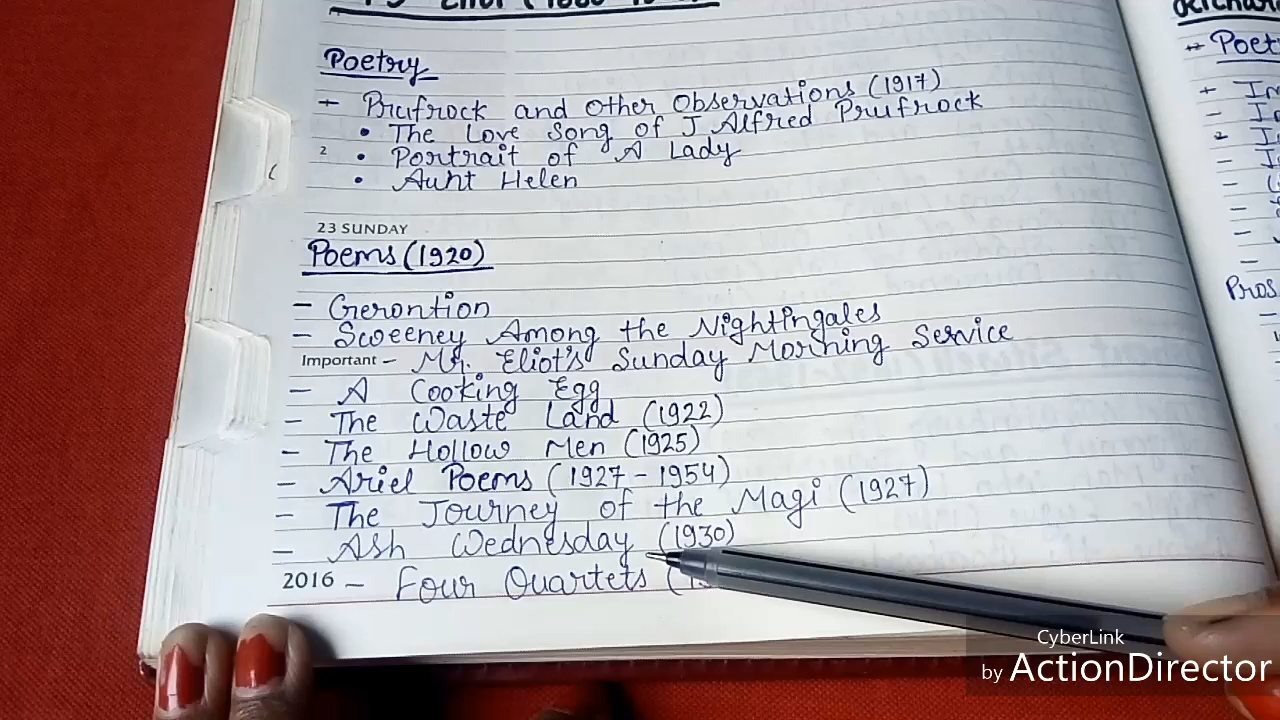 Poetry
+ Prufrock and Other Observations (1917)
• The Love Song of J Alfred Prufrock
2 • Portrait of A Lady
• Aunt Helen
23 SUNDAY
Poems (1920)
- Gerontion
- Sweeney Among the Nightingales
Important - Mr. Eliot's Sunday Morning Service
- A Cooking Egg
- The Waste Land (1922)
- The Hollow Men (1925)
- Ariel Poems (1927 - 1954)
- The Journey of the Magi (1927)
- Ash Wednesday (1930)
2016 - Four Quartets
Poet
Pros
CyberLink
by ActionDirector